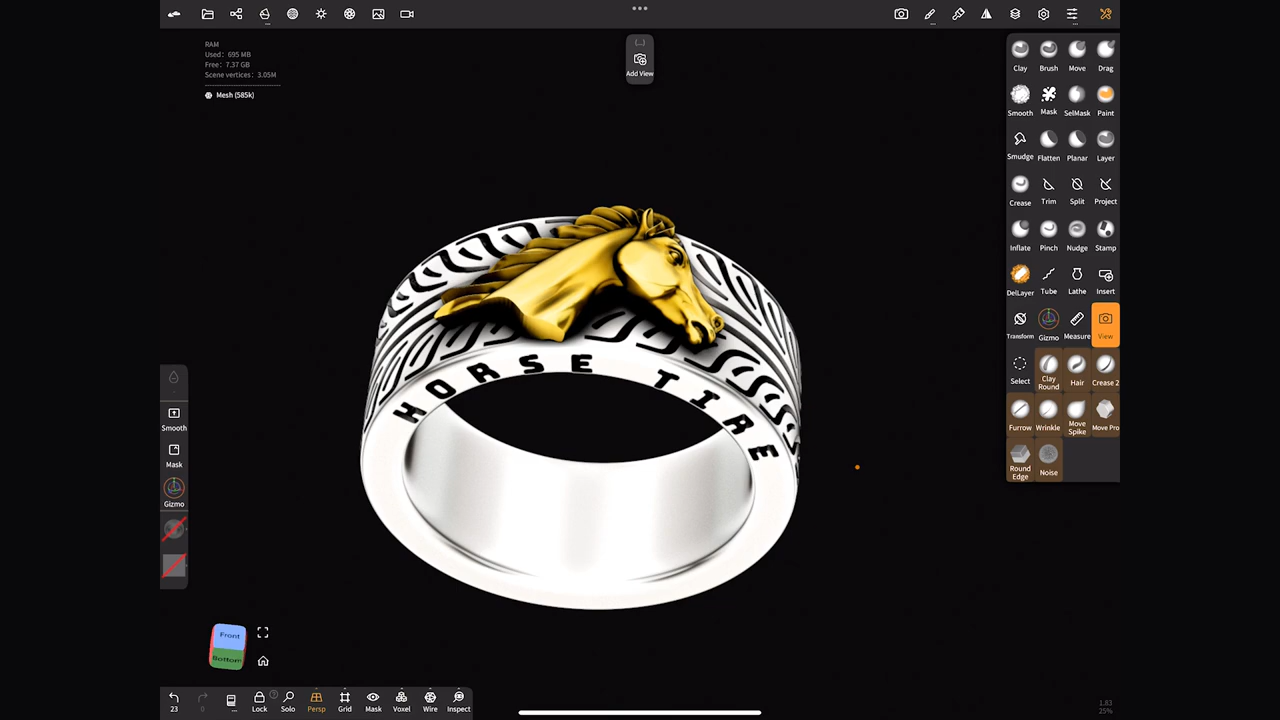 RAM
Used: 695 MB
Free: 7.37 GB
Scene vertices: 3.05M
Mesh (585k)
Add View
Clay Brush Move Drag
Smooth Mask SelMask Paint
Smudge Flatten Planar Layer
Crease Trim Split Project
Inflate Pinch Nudge Stamp
DelLayer Tube Lathe Insert
Transform Gizmo Measure View
Select Clay Round Hair Crease 2
Furrow Wrinkle Move Spike Move Pro
Round Edge Noise
HORSE TIRE
Smooth
Mask
Gizmo
Front
Bottom
23 0 Lock Solo Persp Grid Mask Voxel Wire Inspect
1.83
25%